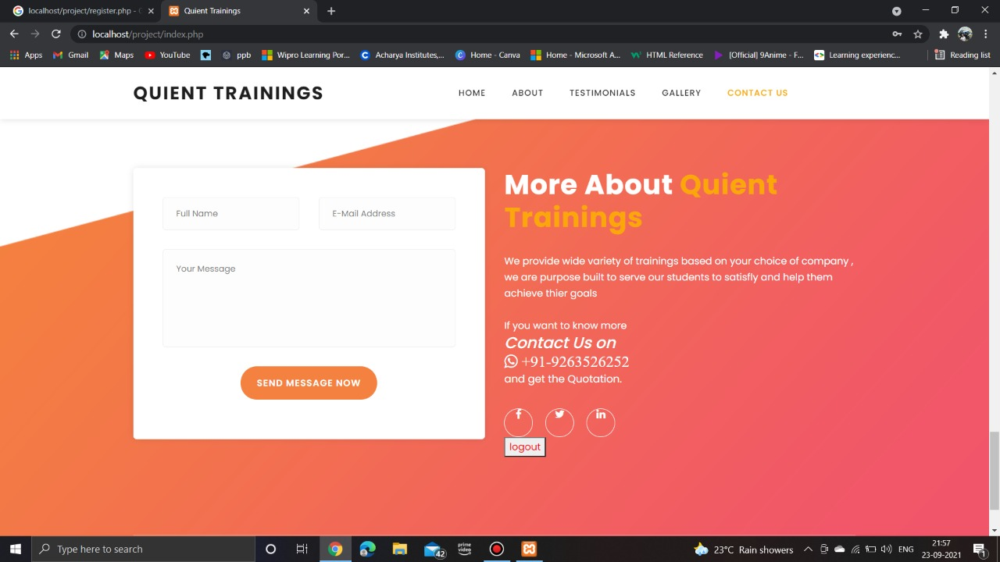 localhost/project/register.php -
Quient Trainings
localhost/project/index.php
Apps
Gmail
Maps
YouTube
ppb
Wipro Learning Por...
Acharya Institutes,...
Home - Canva
Home - Microsoft A...
HTML Reference
[Official] 9Anime - F...
Learning experienc...
Reading list
QUIENT TRAININGS
HOME
ABOUT
TESTIMONIALS
GALLERY
CONTACT US
Full Name
E-Mail Address
Your Message
SEND MESSAGE NOW
More About Quient
Trainings
We provide wide variety of trainings based on your choice of company ,
we are purpose built to serve our students to satisfly and help them
achieve thier goals
If you want to know more
Contact Us on
+91-9263526252
and get the Quotation.
logout
Type here to search
42
prime
video
23°C Rain showers
ENG
21:57
23-09-2021
1